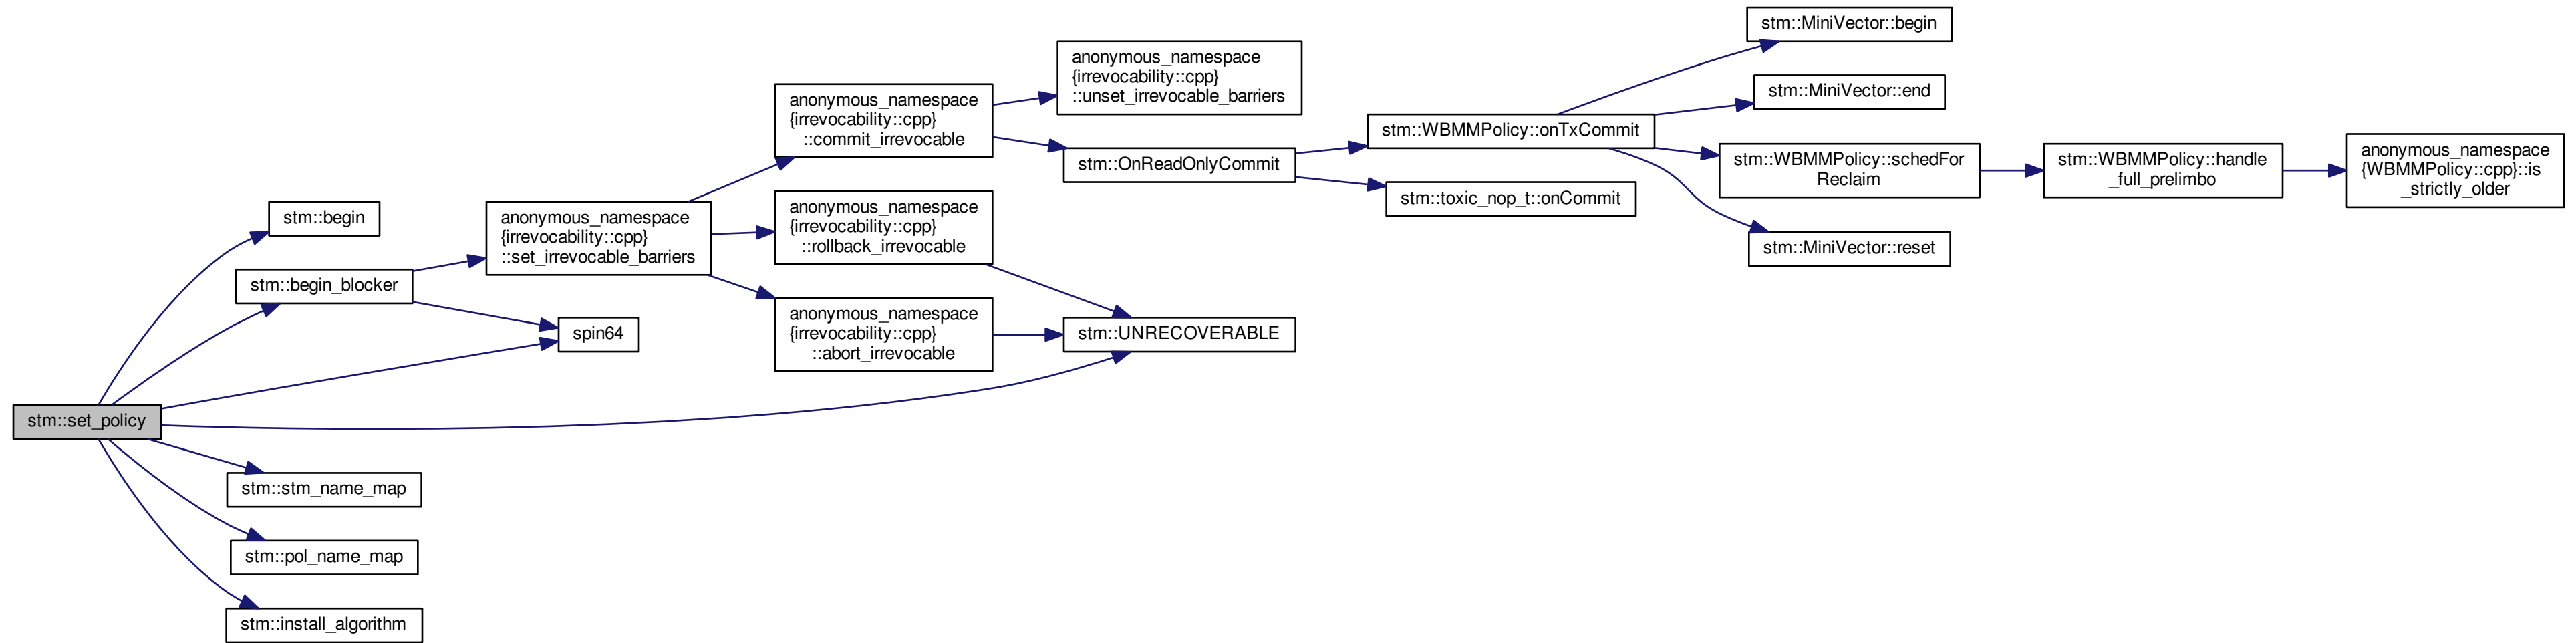 stm::set_policy
stm::begin
stm::begin_blocker
anonymous_namespace
{irrevocability::cpp}
::set_irrevocable_barriers
anonymous_namespace
{irrevocability::cpp}
::commit_irrevocable
anonymous_namespace
{irrevocability::cpp}
::unset_irrevocable_barriers
stm::OnReadOnlyCommit
stm::WBMMPolicy::onTxCommit
stm::MiniVector::begin
stm::MiniVector::end
stm::WBMMPolicy::schedFor
Reclaim
stm::WBMMPolicy::handle
_full_prelimbo
anonymous_namespace
{WBMMPolicy::cpp}::is
_strictly_older
stm::MiniVector::reset
stm::toxic_nop_t::onCommit
anonymous_namespace
{irrevocability::cpp}
::rollback_irrevocable
anonymous_namespace
{irrevocability::cpp}
::abort_irrevocable
stm::UNRECOVERABLE
spin64
stm::stm_name_map
stm::pol_name_map
stm::install_algorithm